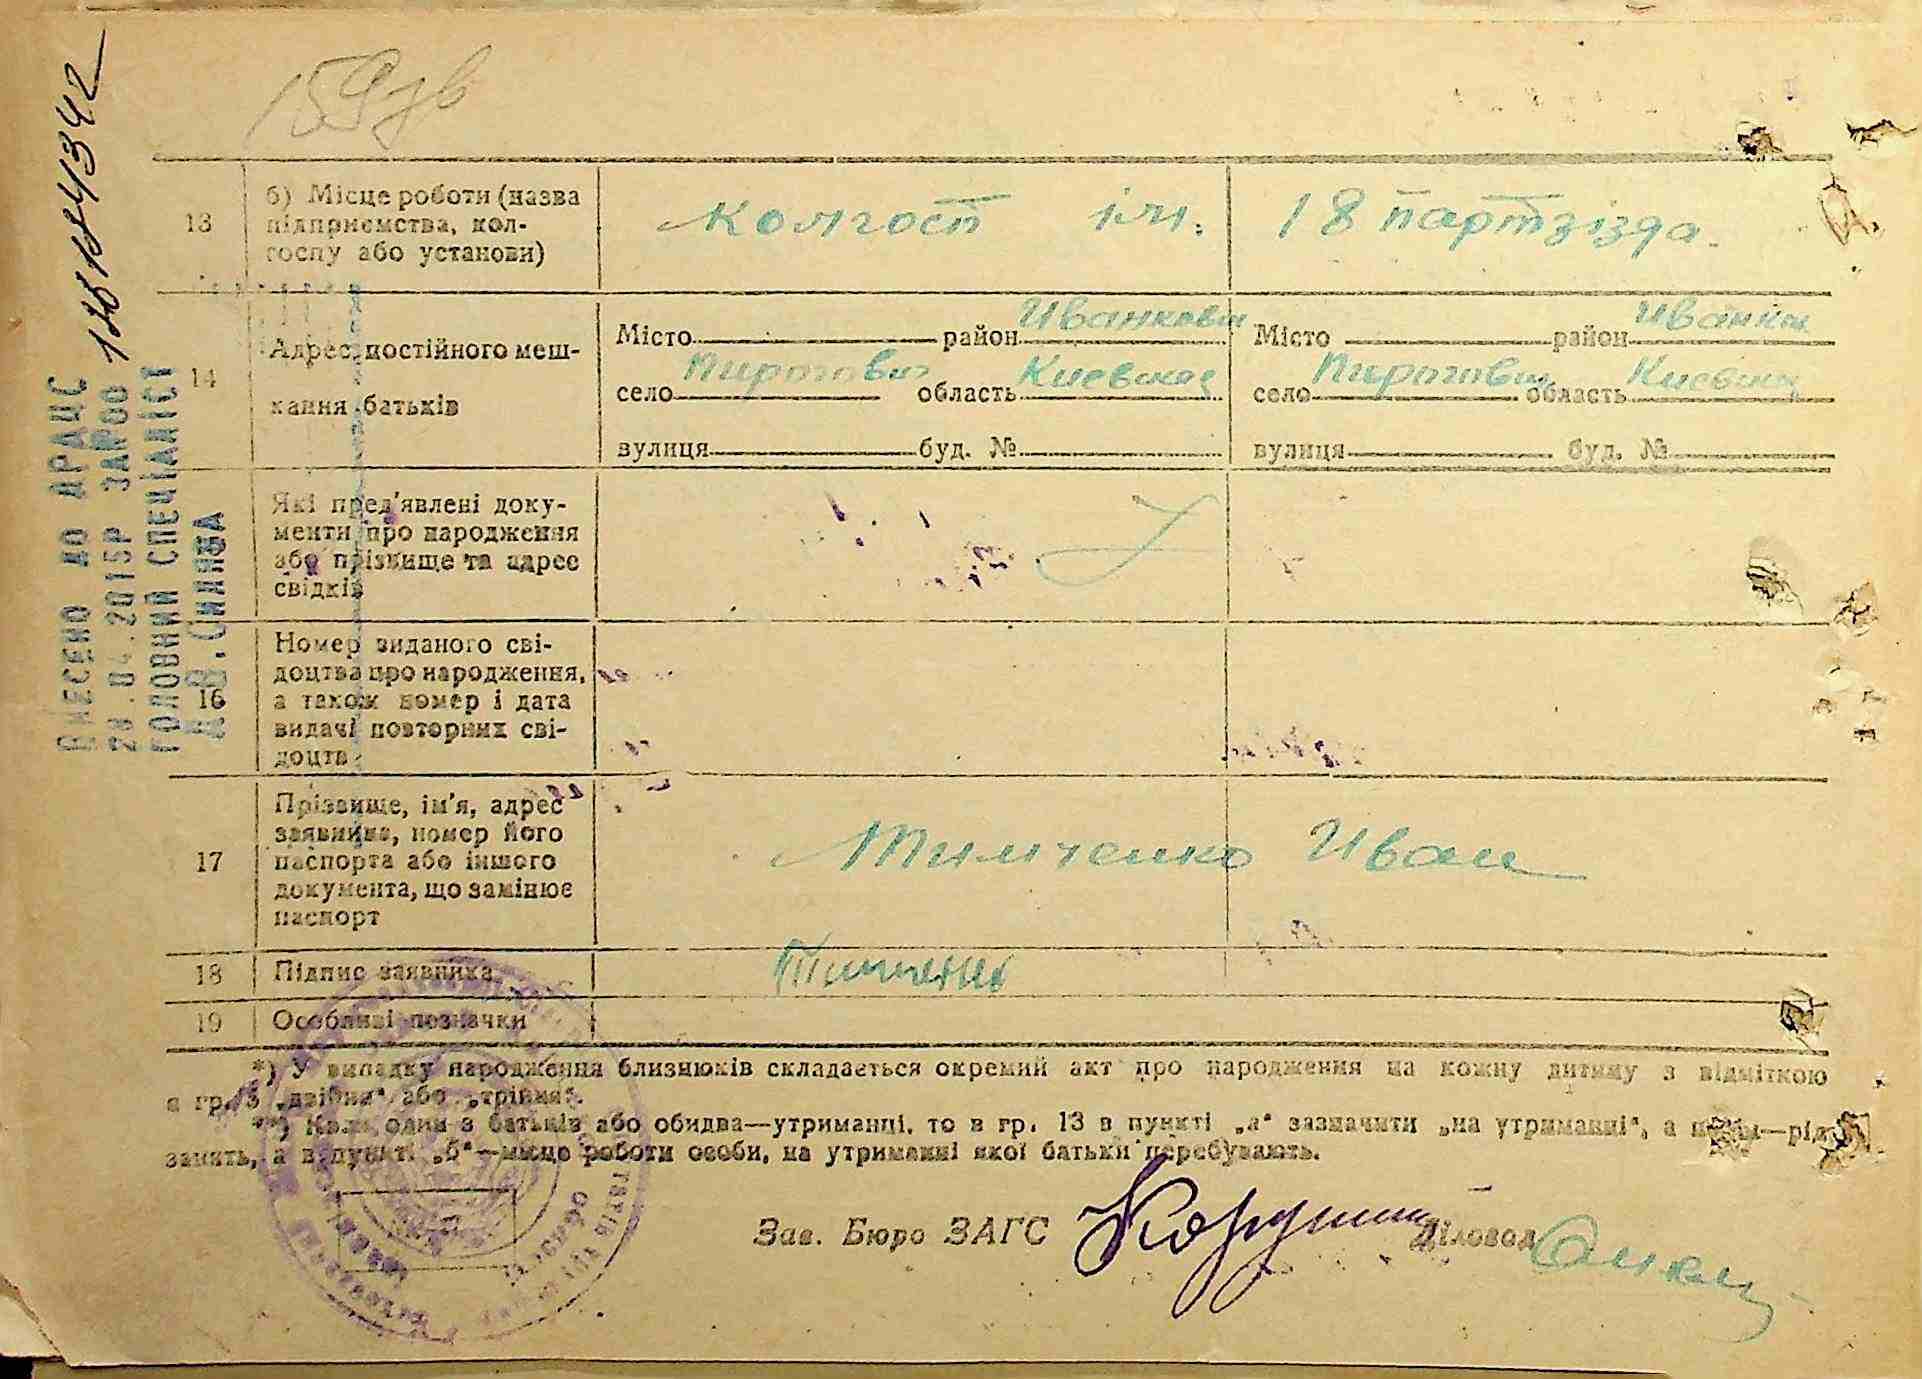 13
б) Місце роботи (назва
підприємства, кол-
госпу або установи)
колгосп ім. 18 партзізда.
14
Адрес постійного меш-
кання батьків
Місто район Иванковск Місто район Иванк
село Пирогович область Киевская село Пирогович область Киевск
вулиця буд. № вулиця буд. №
Які пред'явлені доку-
менти про народження
або прізвище та адрес
свідків
16
Номер виданого сві-
доцтва про народження,
а також номер і дата
видачі повторних сві-
доцтв
17
Прізвище, ім'я, адрес
заявника, номер його
паспорта або іншого
документа, що замінює
паспорт
Тимченко Иван
18 Підпис заявника
19 Особливі позначки
*) У випадку народження близнюків складається окремий акт про народження на кожну дитину з відміткою
в гр. 3 „двійня“ або „трійня“.
**) Коли один з батьків або обидва—утриманці, то в гр. 13 в пункті „а“ зазначити „на утриманні“, а потім—рід
занять, а в пункті „б“—місце роботи особи, на утриманні якої батьки перебувають.
Зав. Бюро ЗАГС Діловод
Внесено до ДРАЦС
28.04.2015Р ЗА№00
ГОЛОВНИЙ СПЕЦІАЛІСТ